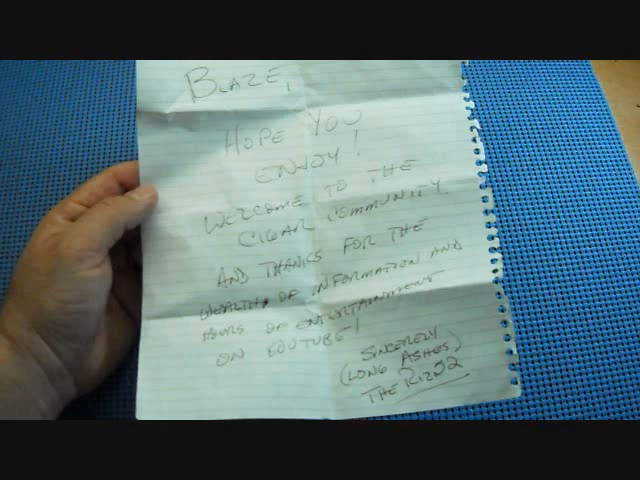 BLAZE,
HOPE YOU
ENJOY!
WELCOME TO THE
CIGAR COMMUNITY.
AND THANKS FOR THE
WEALTH OF INFORMATION AND
HOURS OF ENTERTAINMENT
ON YOUTUBE!
SINCERELY
(LONG ASHES)
THE RIZ02